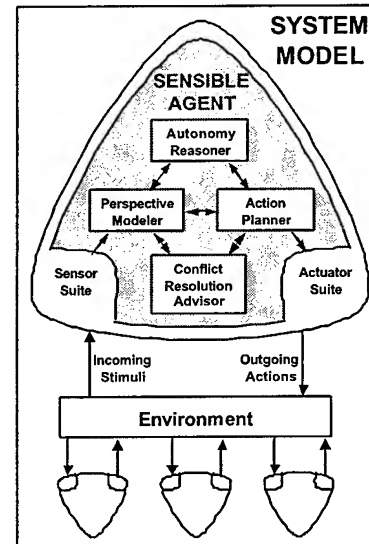 SYSTEM
MODEL
SENSIBLE
AGENT
Autonomy
Reasoner
Perspective
Modeler
Action
Planner
Sensor
Suite
Conflict
Resolution
Advisor
Actuator
Suite
Incoming
Stimuli
Outgoing
Actions
Environment